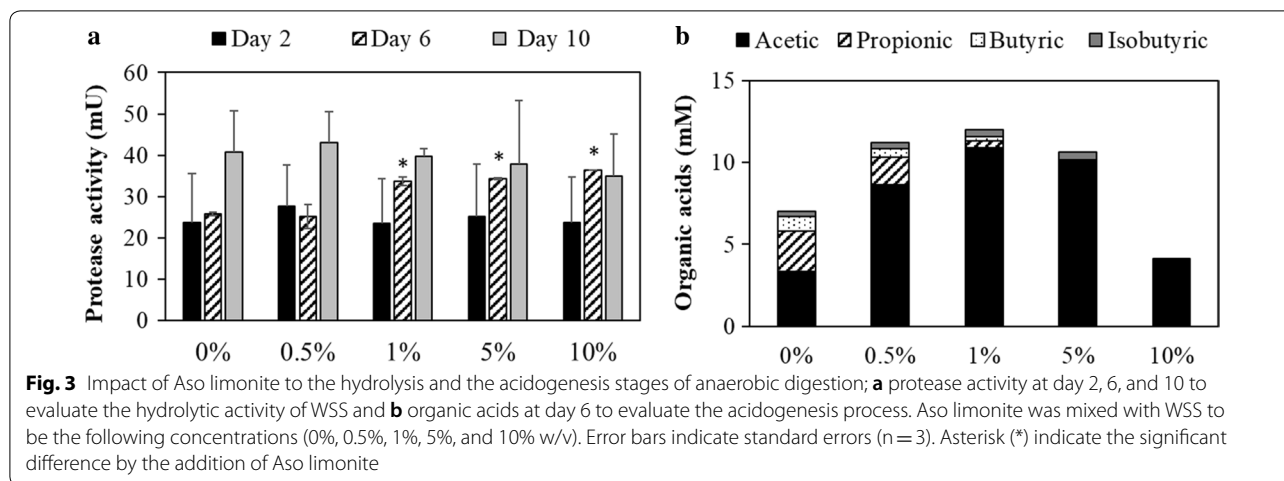 a
Day 2 Day 6 Day 10
Protease activity (mU)
60
50
40
30
20
10
0
* * *
0% 0.5% 1% 5% 10%
b
Acetic Propionic Butyric Isobutyric
Organic acids (mM)
15
10
5
0
0% 0.5% 1% 5% 10%
Fig. 3 Impact of Aso limonite to the hydrolysis and the acidogenesis stages of anaerobic digestion; a protease activity at day 2, 6, and 10 to
evaluate the hydrolytic activity of WSS and b organic acids at day 6 to evaluate the acidogenesis process. Aso limonite was mixed with WSS to
be the following concentrations (0%, 0.5%, 1%, 5%, and 10% w/v). Error bars indicate standard errors (n = 3). Asterisk (*) indicate the significant
difference by the addition of Aso limonite